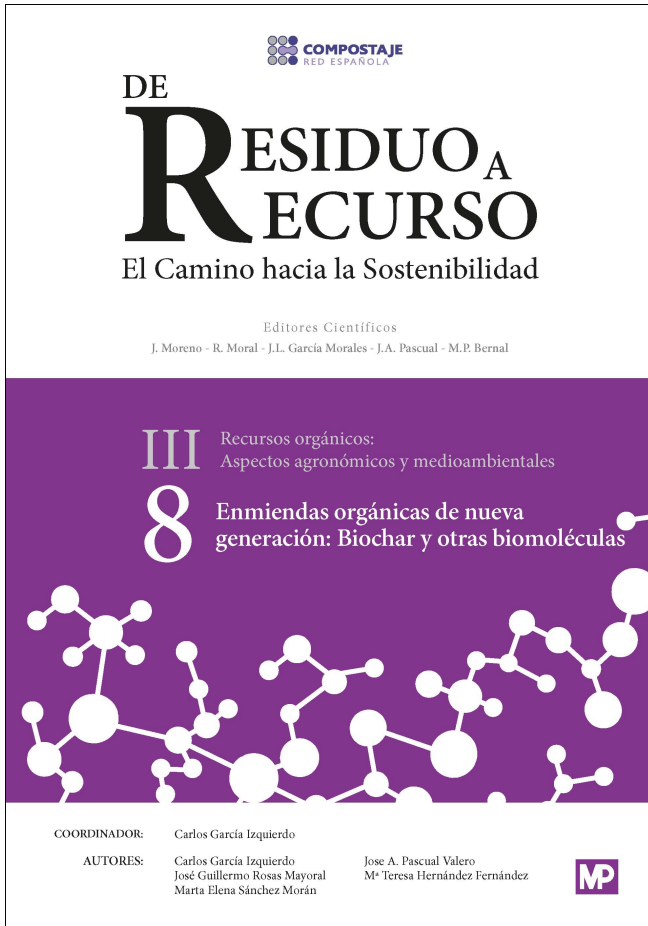 COMPOSTAJE
RED ESPAÑOLA
DE
RESIDUO A
RECURSO
El Camino hacia la Sostenibilidad
Editores Científicos
J. Moreno - R. Moral - J.L. García Morales - J.A. Pascual - M.P. Bernal
III Recursos orgánicos:
Aspectos agronómicos y medioambientales
8 Enmiendas orgánicas de nueva
generación: Biochar y otras biomoléculas
COORDINADOR: Carlos García Izquierdo
AUTORES: Carlos García Izquierdo Jose A. Pascual Valero
José Guillermo Rosas Mayoral Mª Teresa Hernández Fernández
Marta Elena Sánchez Morán
MP